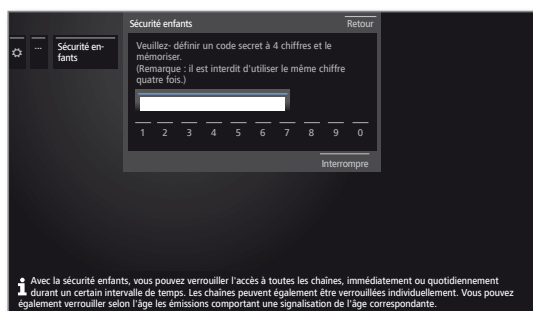 Sécurité enfants Retour
... Sécurité en-
fants
Veuillez- définir un code secret à 4 chiffres et le
mémoriser.
(Remarque : il est interdit d'utiliser le même chiffre
quatre fois.)
1 2 3 4 5 6 7 8 9 0
Interrompre
Avec la sécurité enfants, vous pouvez verrouiller l'accès à toutes les chaînes, immédiatement ou quotidiennement
durant un certain intervalle de temps. Les chaînes peuvent également être verrouillées individuellement. Vous pouvez
également verrouiller selon l'âge les émissions comportant une signalisation de l'âge correspondante.